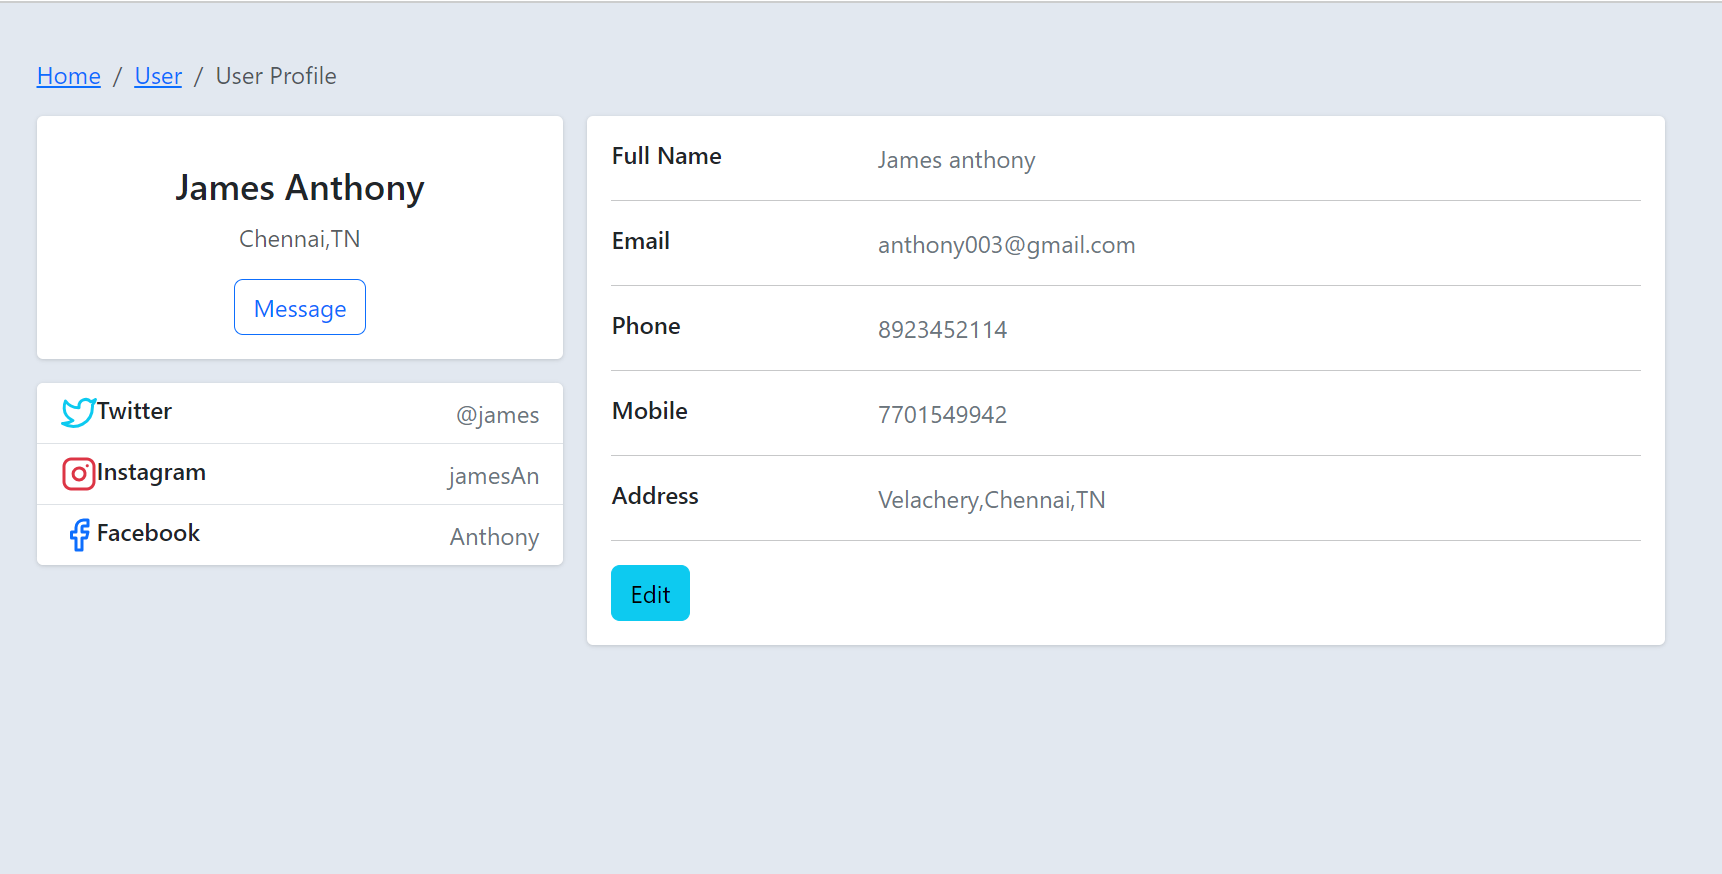 Home / User / User Profile
James Anthony
Chennai,TN
Message
Twitter @james
Instagram jamesAn
Facebook Anthony
Full Name James anthony
Email anthony003@gmail.com
Phone 8923452114
Mobile 7701549942
Address Velachery,Chennai,TN
Edit